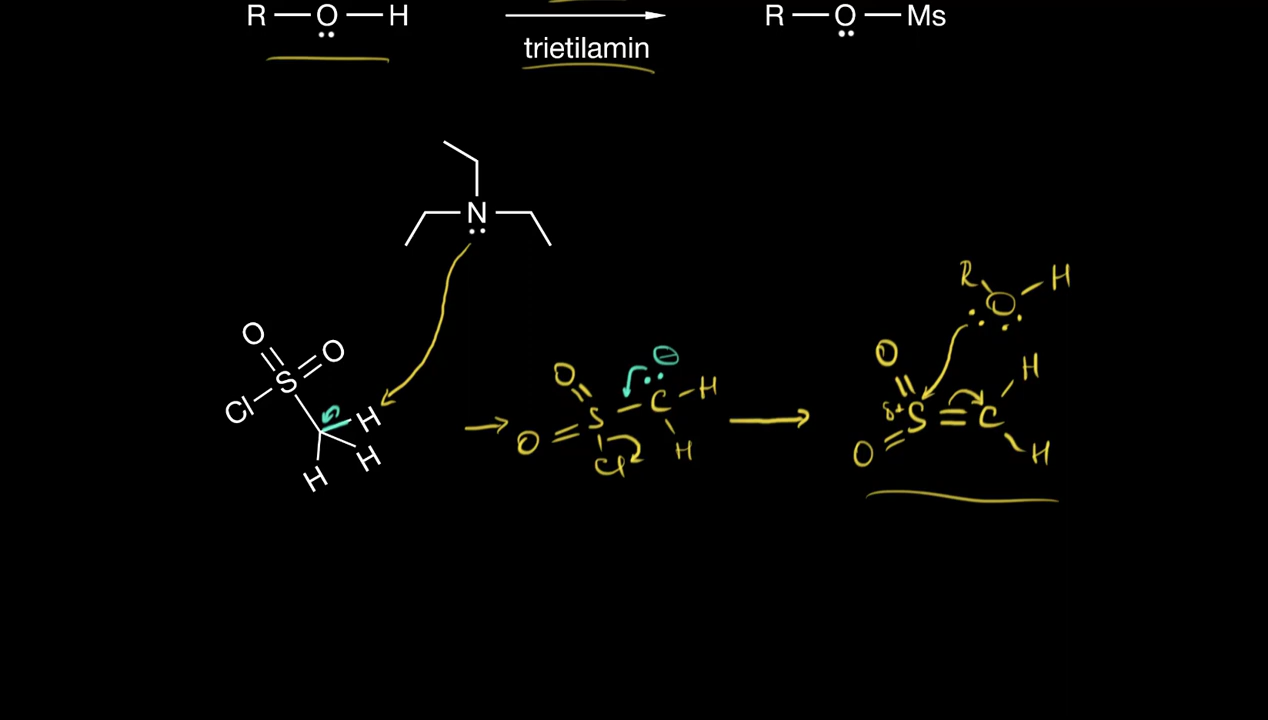 R—O—H
trietilamin
R—O—Ms
N
R O H
O
O
S
Cl
H
H
H
O
O
S C H
Cl
H
⊖
O
H
δ+ S C
O
H